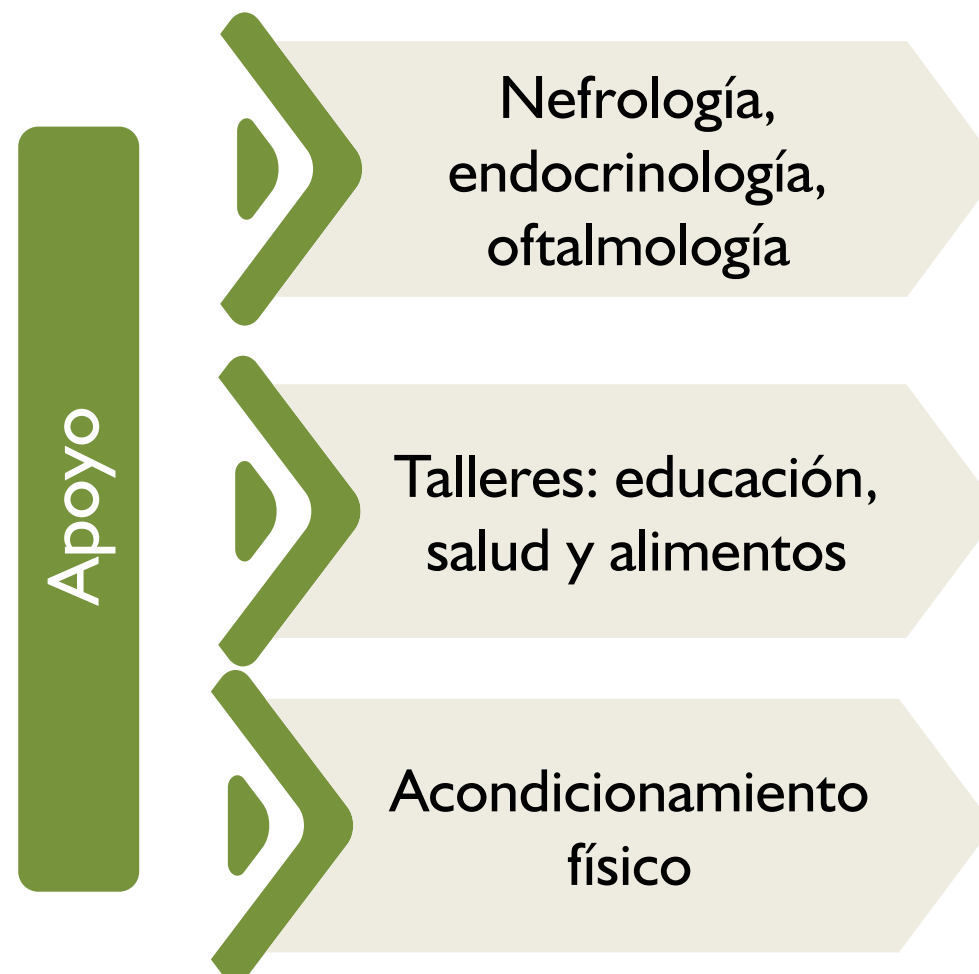 Apoyo
Nefrología,
endocrinología,
oftalmología
Talleres: educación,
salud y alimentos
Acondicionamiento
físico